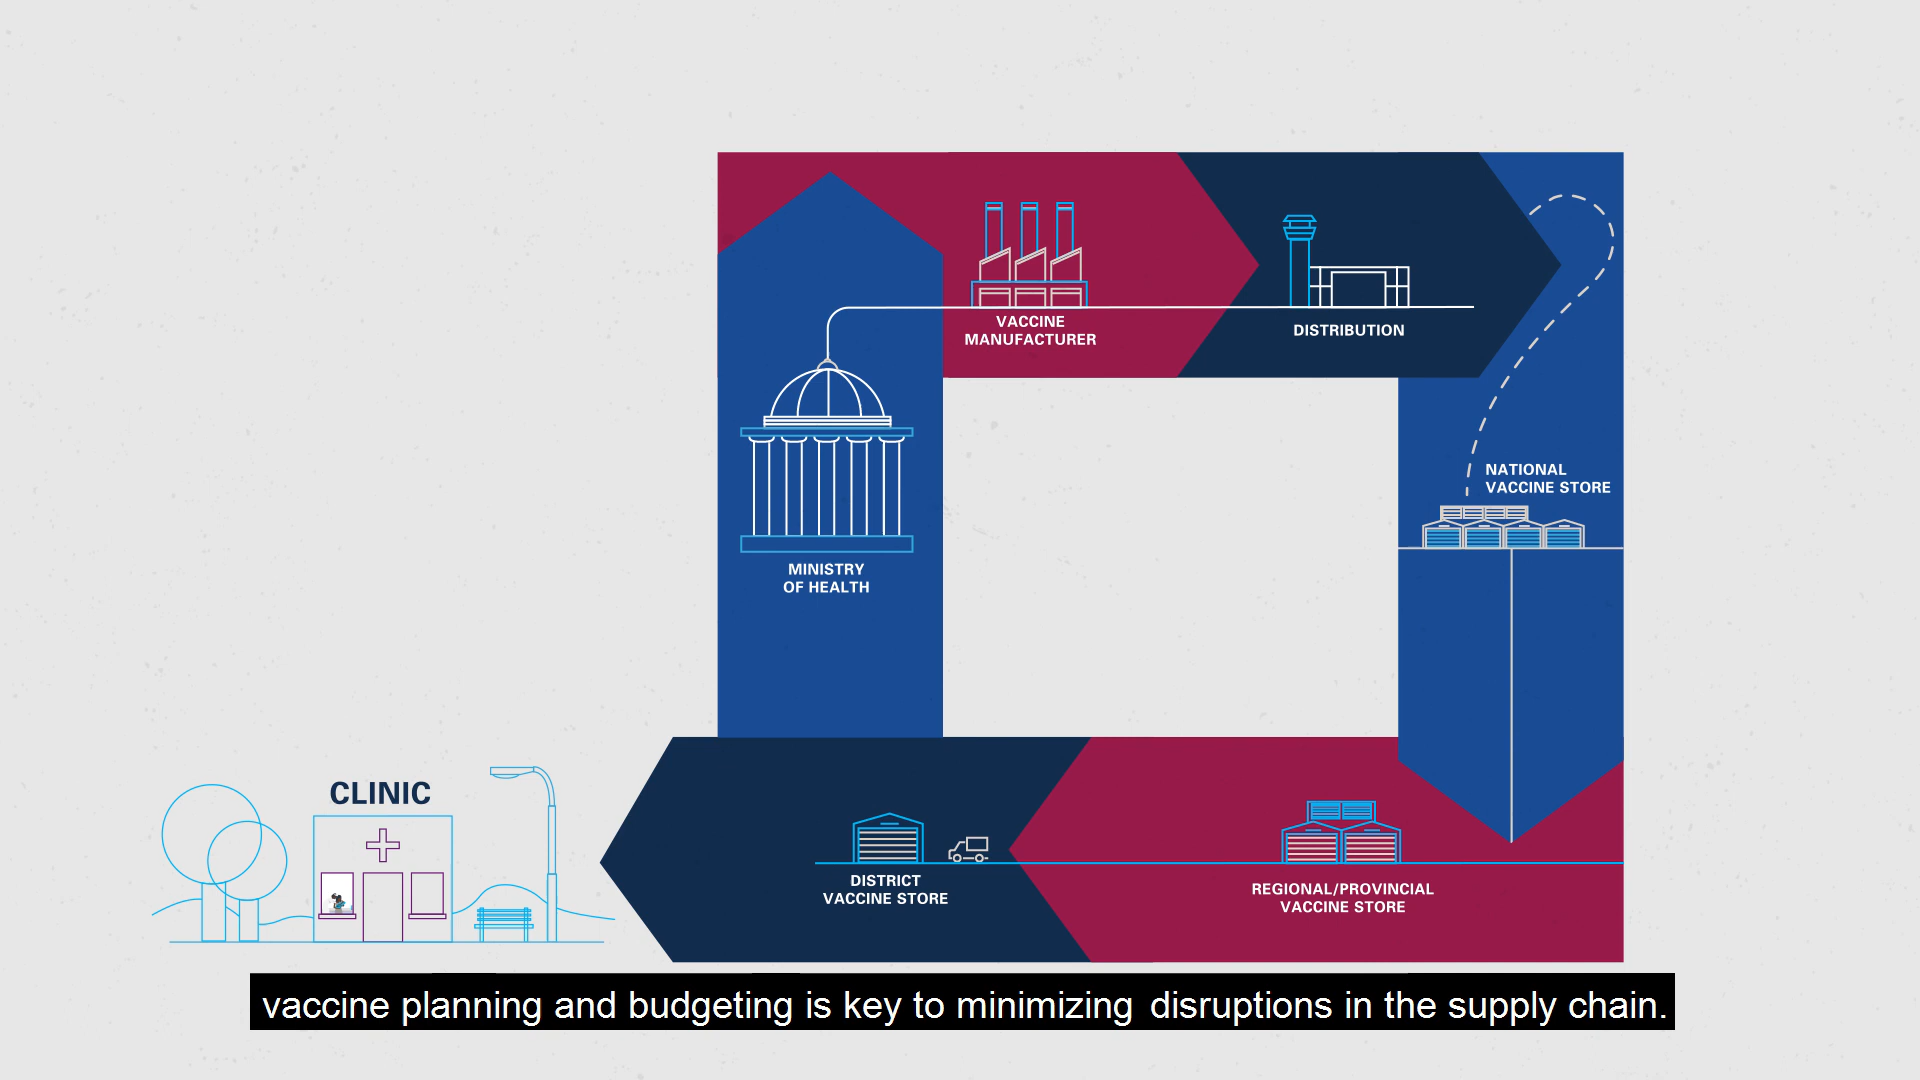 VACCINE
MANUFACTURER
DISTRIBUTION
NATIONAL
VACCINE STORE
MINISTRY
OF HEALTH
CLINIC
DISTRICT
VACCINE STORE
REGIONAL/PROVINCIAL
VACCINE STORE
vaccine planning and budgeting is key to minimizing disruptions in the supply chain.